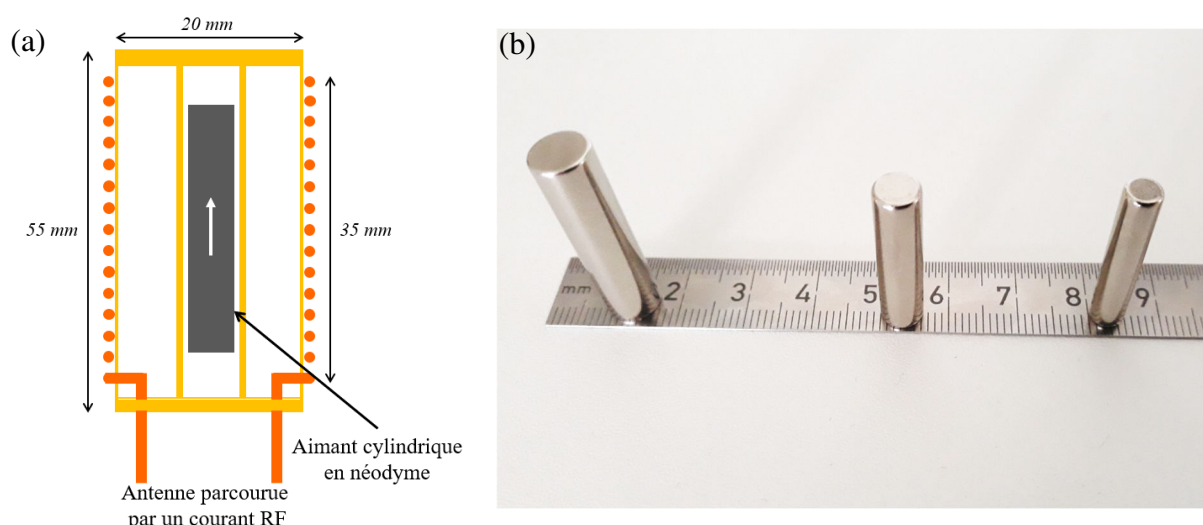 (a)
20 mm
55 mm
35 mm
Aimant cylindrique
en néodyme
Antenne parcourue
par un courant RF
(b)
mm 2 3 4 5 6 7 8 9